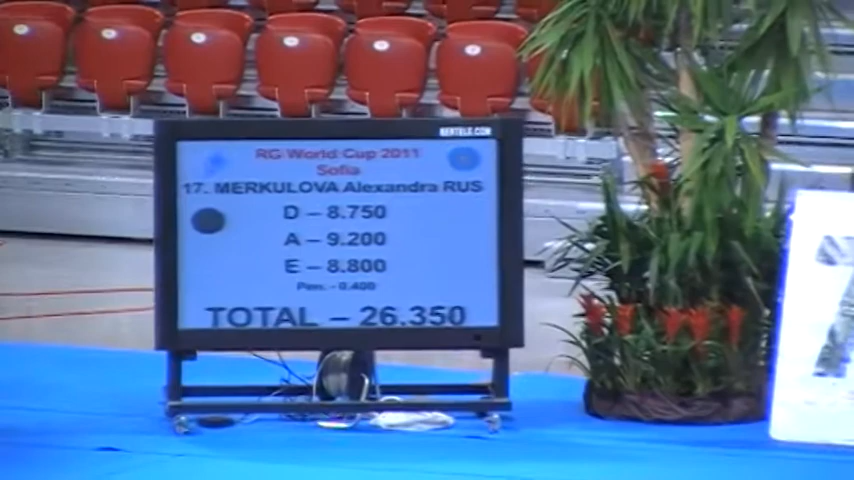 RG World Cup 2011
Sofia
17. MERKULOVA Alexandra RUS
D – 8.750
A – 9.200
E – 8.800
Pen. - 0.400
TOTAL – 26.350